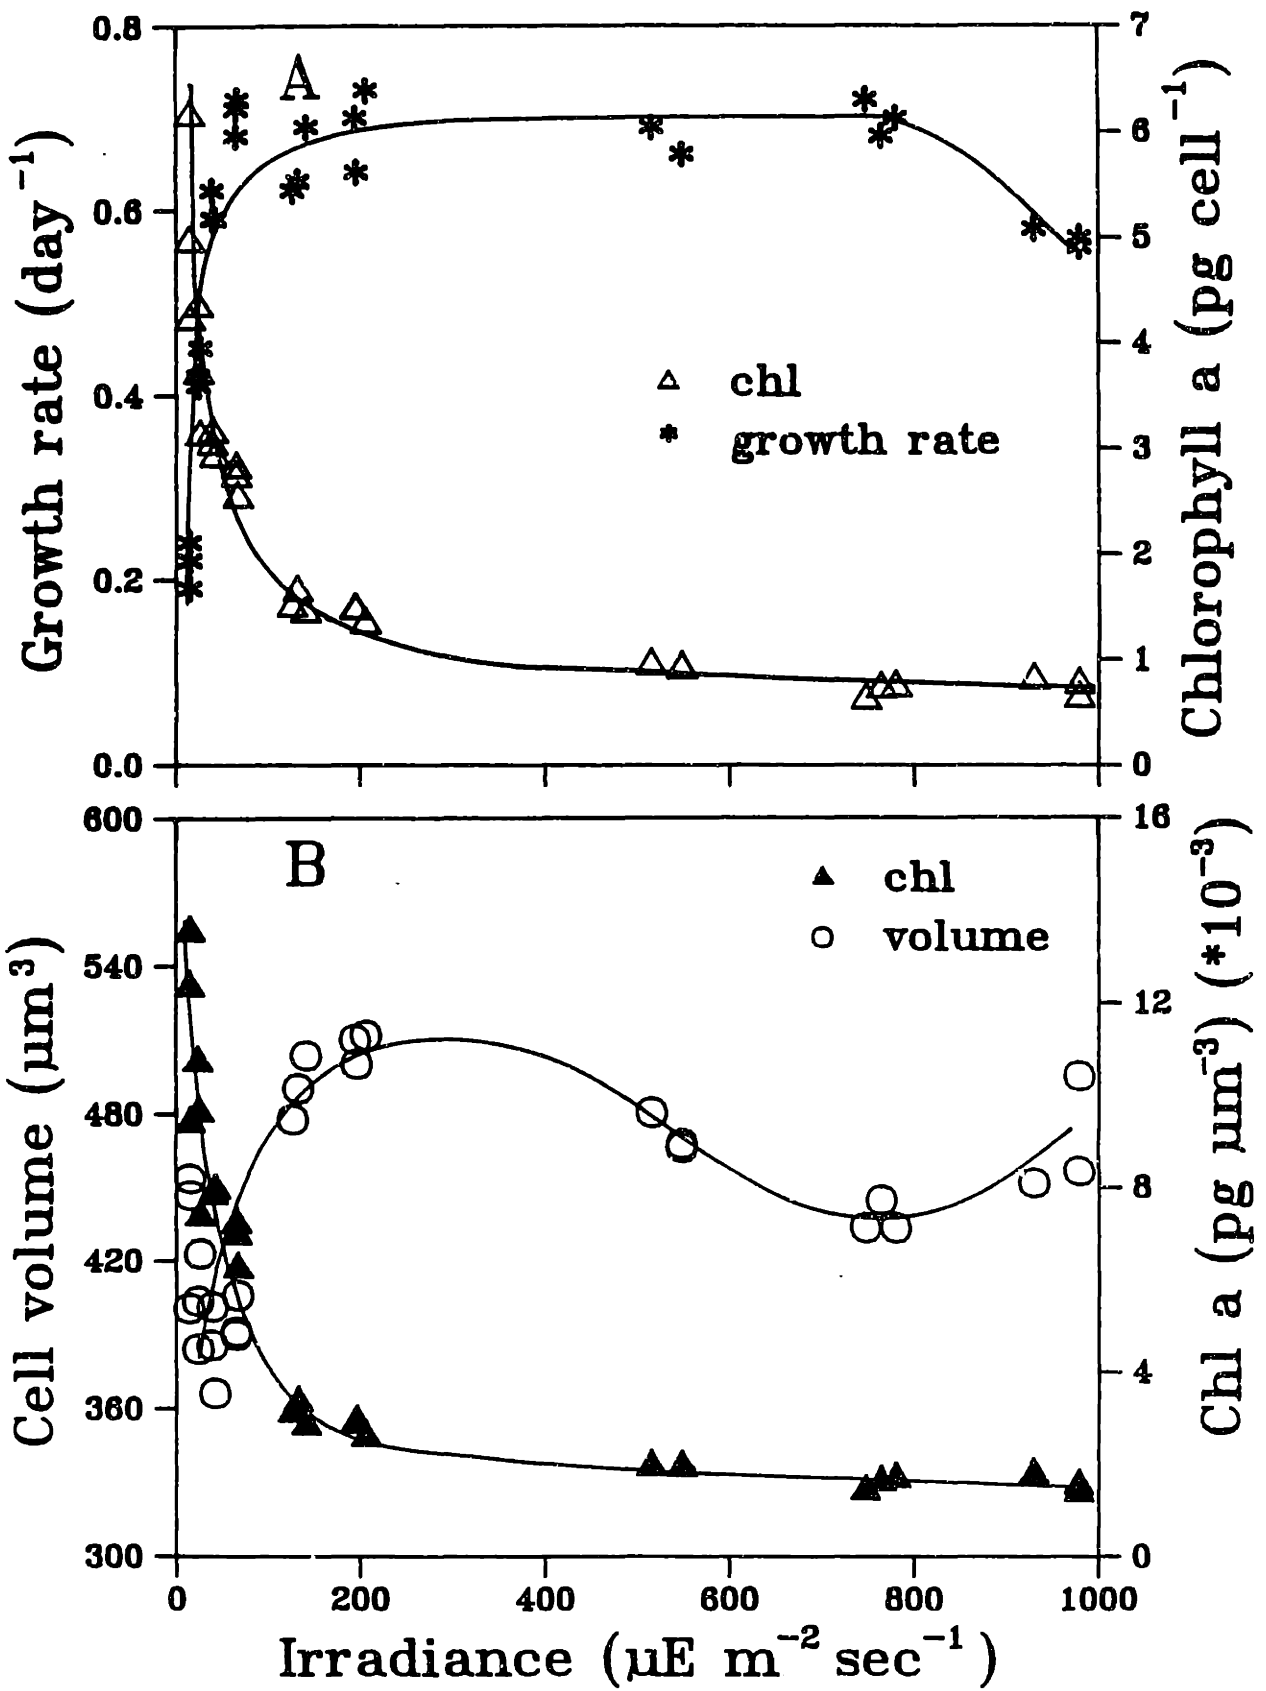 A
Growth rate (day⁻¹)
0.8
0.6
0.4
0.2
0.0
Chlorophyll a (pg cell⁻¹)
7
6
5
4
3
2
1
0
chl
growth rate
B
Cell volume (µm³)
600
540
480
420
360
300
Chl a (pg µm⁻³) (*10⁻³)
16
12
8
4
0
chl
volume
0 200 400 600 800 1000
Irradiance (µE m⁻² sec⁻¹)